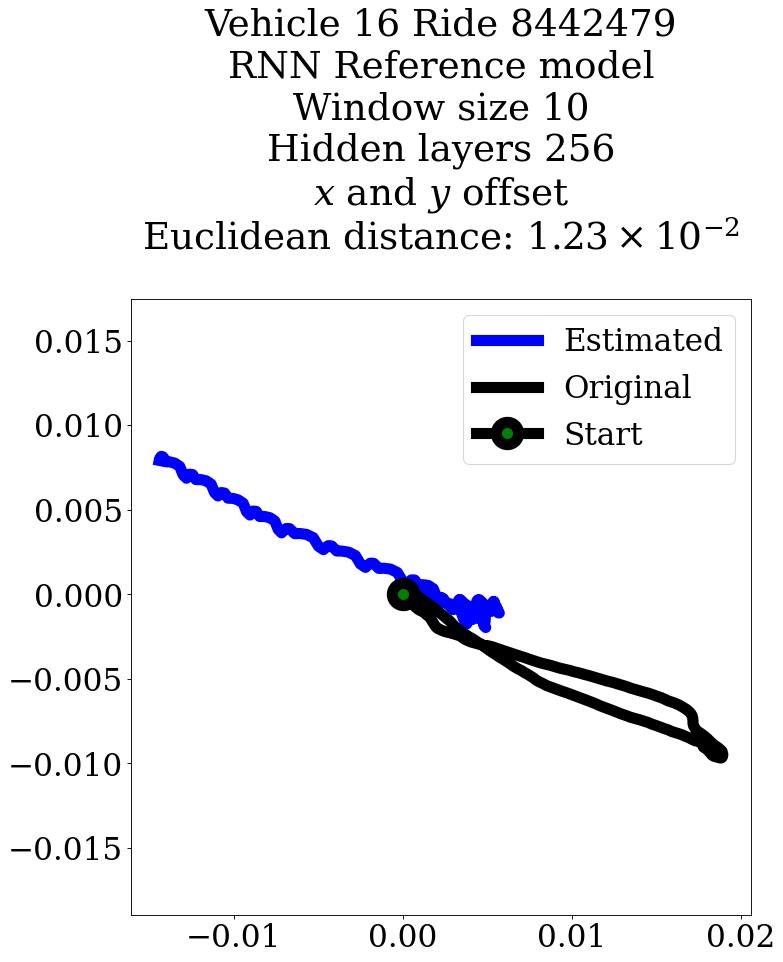 Vehicle 16 Ride 8442479
RNN Reference model
Window size 10
Hidden layers 256
x and y offset
Euclidean distance: 1.23 × 10⁻²
Estimated
Original
Start
0.015
0.010
0.005
0.000
−0.005
−0.010
−0.015
−0.01 0.00 0.01 0.02